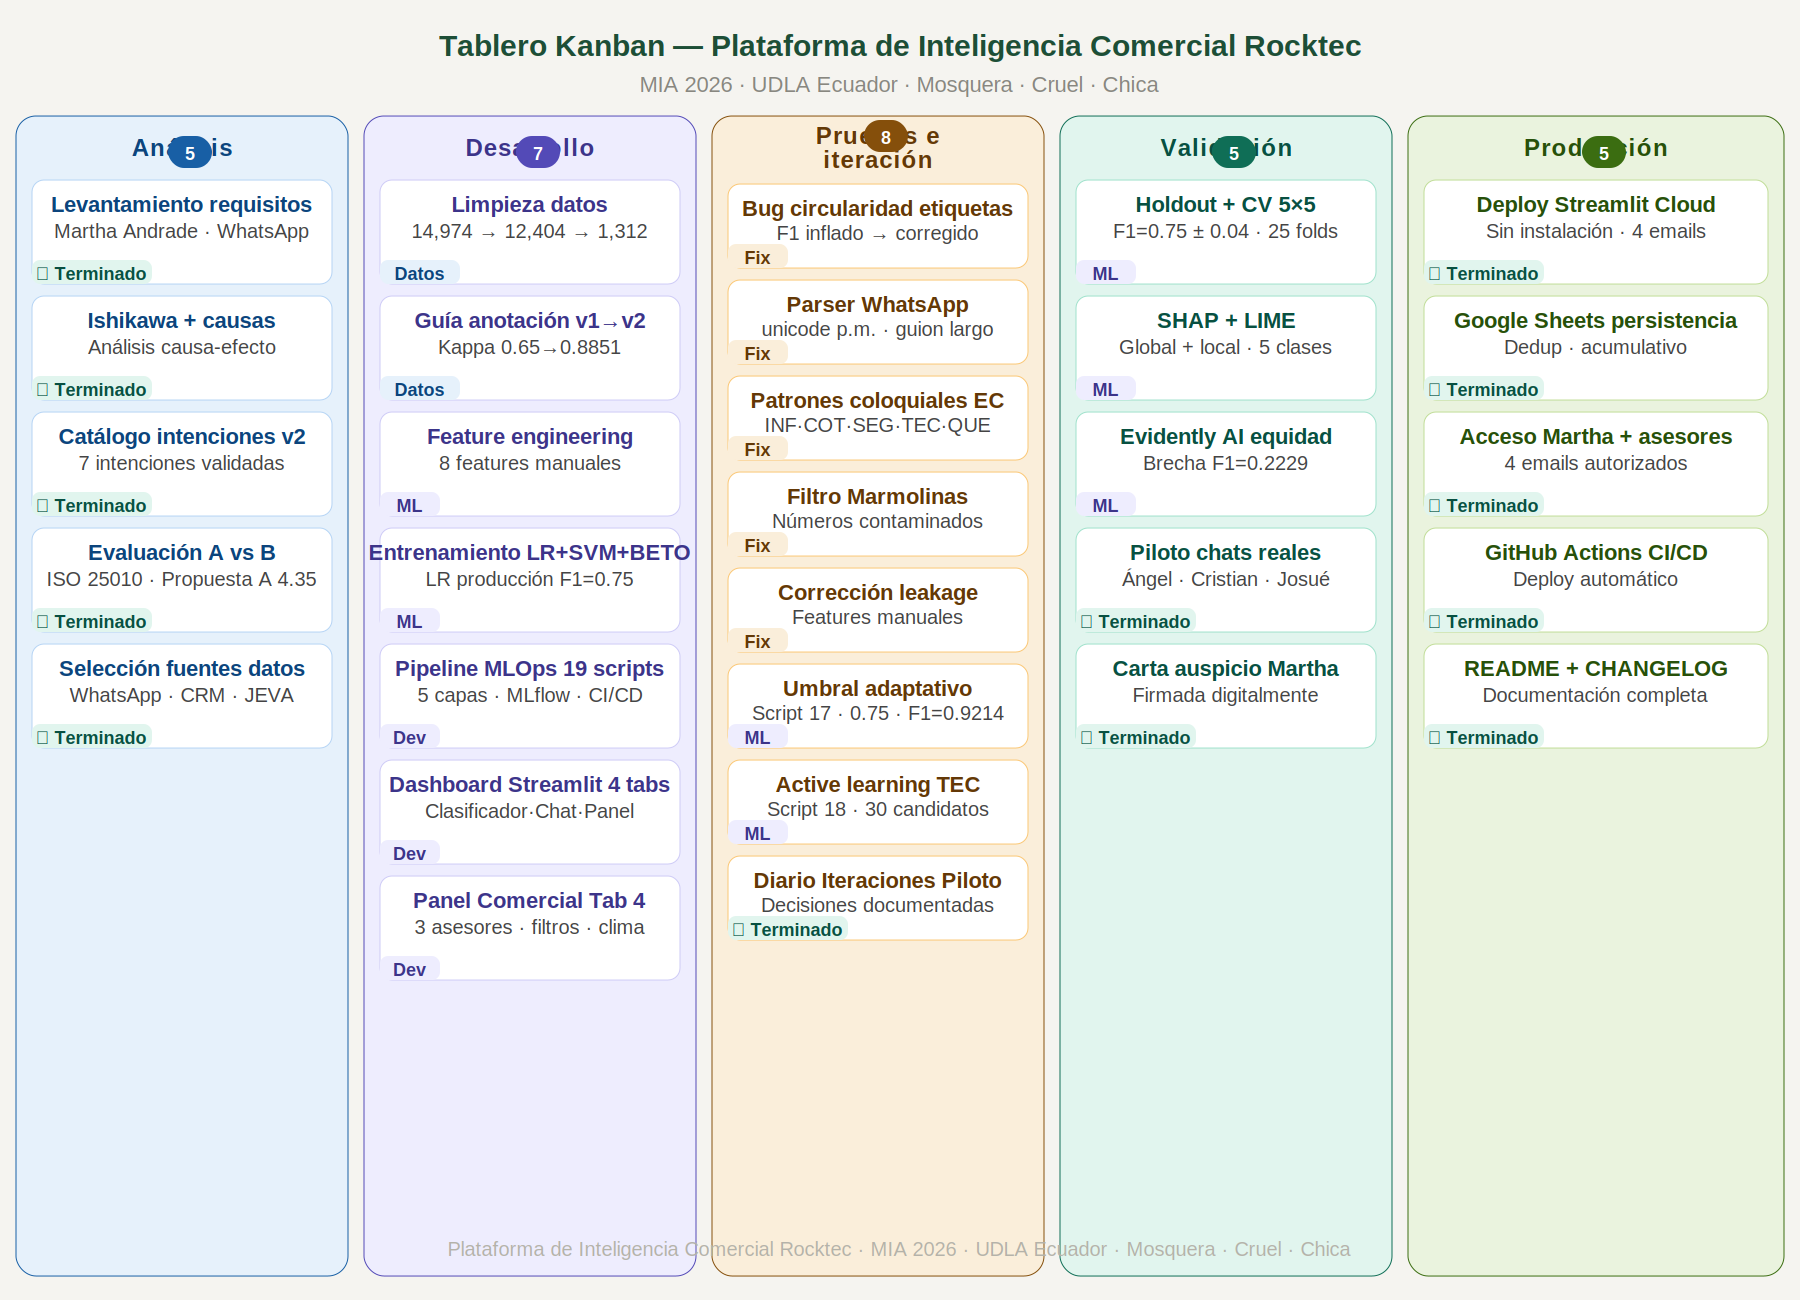 Tablero Kanban — Plataforma de Inteligencia Comercial Rocktec
MIA 2026 · UDLA Ecuador · Mosquera · Cruel · Chica
Análisis
5
Levantamiento requisitos
Martha Andrade · WhatsApp
Terminado
Ishikawa + causas
Análisis causa-efecto
Terminado
Catálogo intenciones v2
7 intenciones validadas
Terminado
Evaluación A vs B
ISO 25010 · Propuesta A 4.35
Terminado
Selección fuentes datos
WhatsApp · CRM · JEVA
Terminado
Desarrollo
7
Limpieza datos
14,974 → 12,404 → 1,312
Datos
Guía anotación v1→v2
Kappa 0.65→0.8851
Datos
Feature engineering
8 features manuales
ML
Entrenamiento LR+SVM+BETO
LR producción F1=0.75
ML
Pipeline MLOps 19 scripts
5 capas · MLflow · CI/CD
Dev
Dashboard Streamlit 4 tabs
Clasificador·Chat·Panel
Dev
Panel Comercial Tab 4
3 asesores · filtros · clima
Dev
Pruebas e
iteración
8
Bug circularidad etiquetas
F1 inflado → corregido
Fix
Parser WhatsApp
unicode p.m. · guion largo
Fix
Patrones coloquiales EC
INF·COT·SEG·TEC·QUE
Fix
Filtro Marmolinas
Números contaminados
Fix
Corrección leakage
Features manuales
Fix
Umbral adaptativo
Script 17 · 0.75 · F1=0.9214
ML
Active learning TEC
Script 18 · 30 candidatos
ML
Diario Iteraciones Piloto
Decisiones documentadas
Terminado
Validación
5
Holdout + CV 5×5
F1=0.75 ± 0.04 · 25 folds
ML
SHAP + LIME
Global + local · 5 clases
ML
Evidently AI equidad
Brecha F1=0.2229
ML
Piloto chats reales
Ángel · Cristian · Josué
Terminado
Carta auspicio Martha
Firmada digitalmente
Terminado
Producción
5
Deploy Streamlit Cloud
Sin instalación · 4 emails
Terminado
Google Sheets persistencia
Dedup · acumulativo
Terminado
Acceso Martha + asesores
4 emails autorizados
Terminado
GitHub Actions CI/CD
Deploy automático
Terminado
README + CHANGELOG
Documentación completa
Terminado
Plataforma de Inteligencia Comercial Rocktec · MIA 2026 · UDLA Ecuador · Mosquera · Cruel · Chica